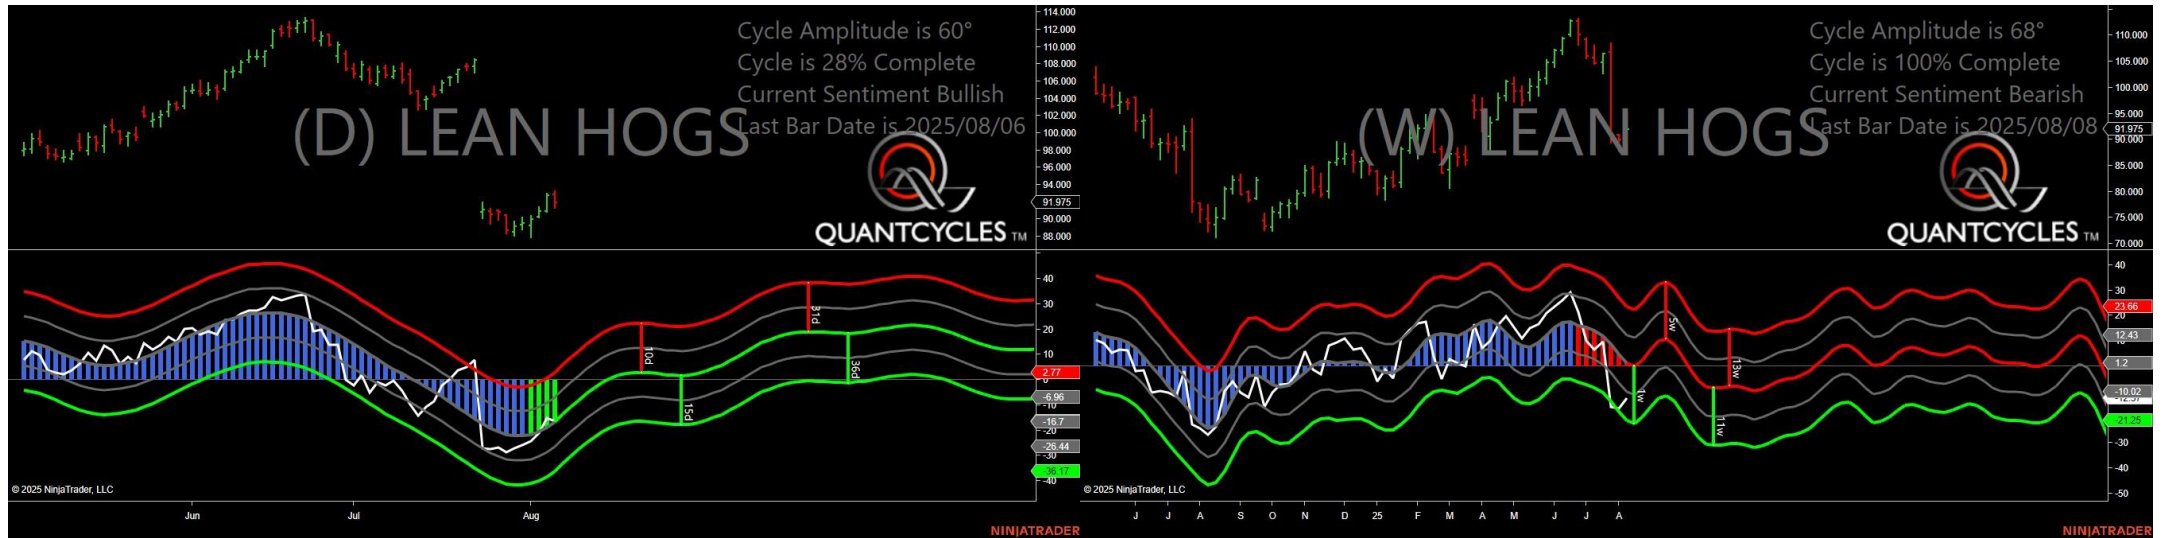 Cycle Amplitude is 60°
Cycle is 28% Complete
Current Sentiment Bullish
Last Bar Date is 2025/08/06
(D) LEAN HOGS
QUANTCYCLES TM
114.000
112.000
110.000
108.000
106.000
104.000
102.000
100.000
98.000
96.000
94.000
91.975
90.000
88.000
40
30
20
10
0
2.77
-6.96
-10
-16.7
-20
-26.44
-30
-36.17
-40
10d
15d
31d
36d
© 2025 NinjaTrader, LLC
Jun
Jul
Aug
NINJATRADER
Cycle Amplitude is 68°
Cycle is 100% Complete
Current Sentiment Bearish
Last Bar Date is 2025/08/08
(W) LEAN HOGS
QUANTCYCLES TM
110.000
105.000
100.000
95.000
91.975
90.000
85.000
80.000
75.000
70.000
40
30
23.66
20
12.43
10
1.2
-10.02
-21.25
-30
-40
-50
1w
5w
11w
13w
© 2025 NinjaTrader, LLC
J J A S O N D 25 F M A M J J A
NINJATRADER